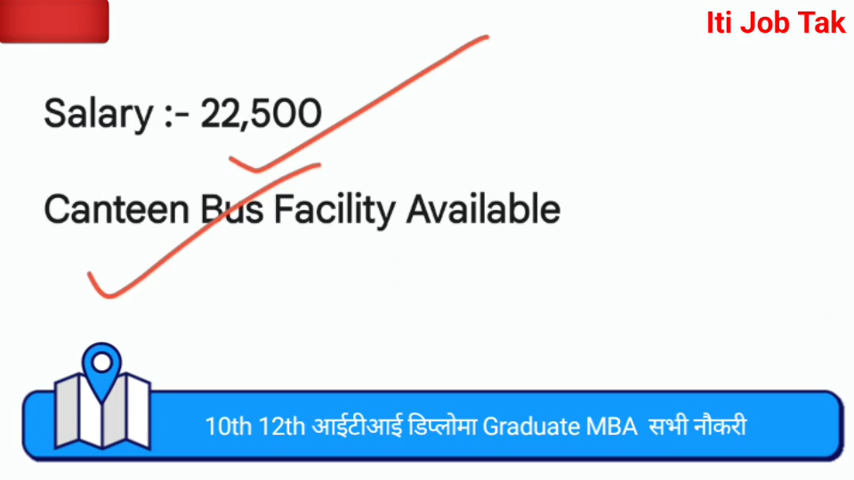 Iti Job Tak
Salary :- 22,500
Canteen Bus Facility Available
10th 12th आईटीआई डिप्लोमा Graduate MBA सभी नौकरी